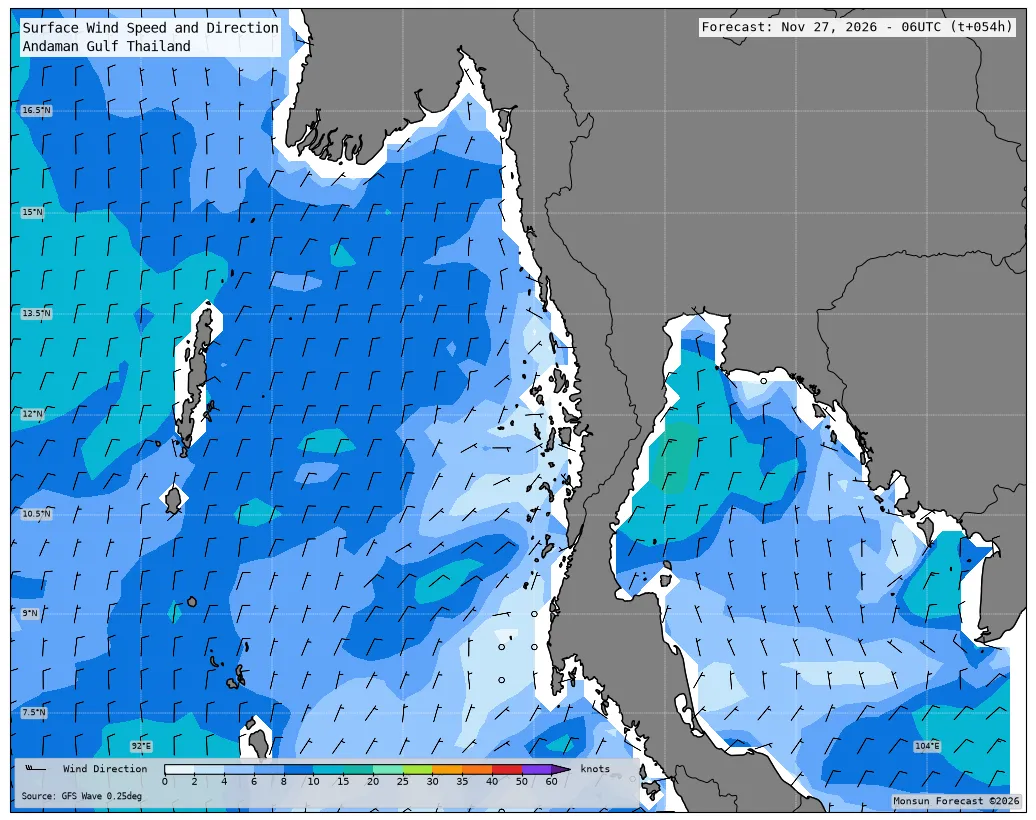 Surface Wind Speed and Direction
Andaman Gulf Thailand
Forecast: Nov 27, 2026 - 06UTC (t+054h)
16.5°N
15°N
13.5°N
12°N
10.5°N
9°N
7.5°N
92°E
104°E
Wind Direction
0 2 4 6 8 10 15 20 25 30 35 40 50 60
knots
Source: GFS Wave 0.25deg
Monsun Forecast ©2026